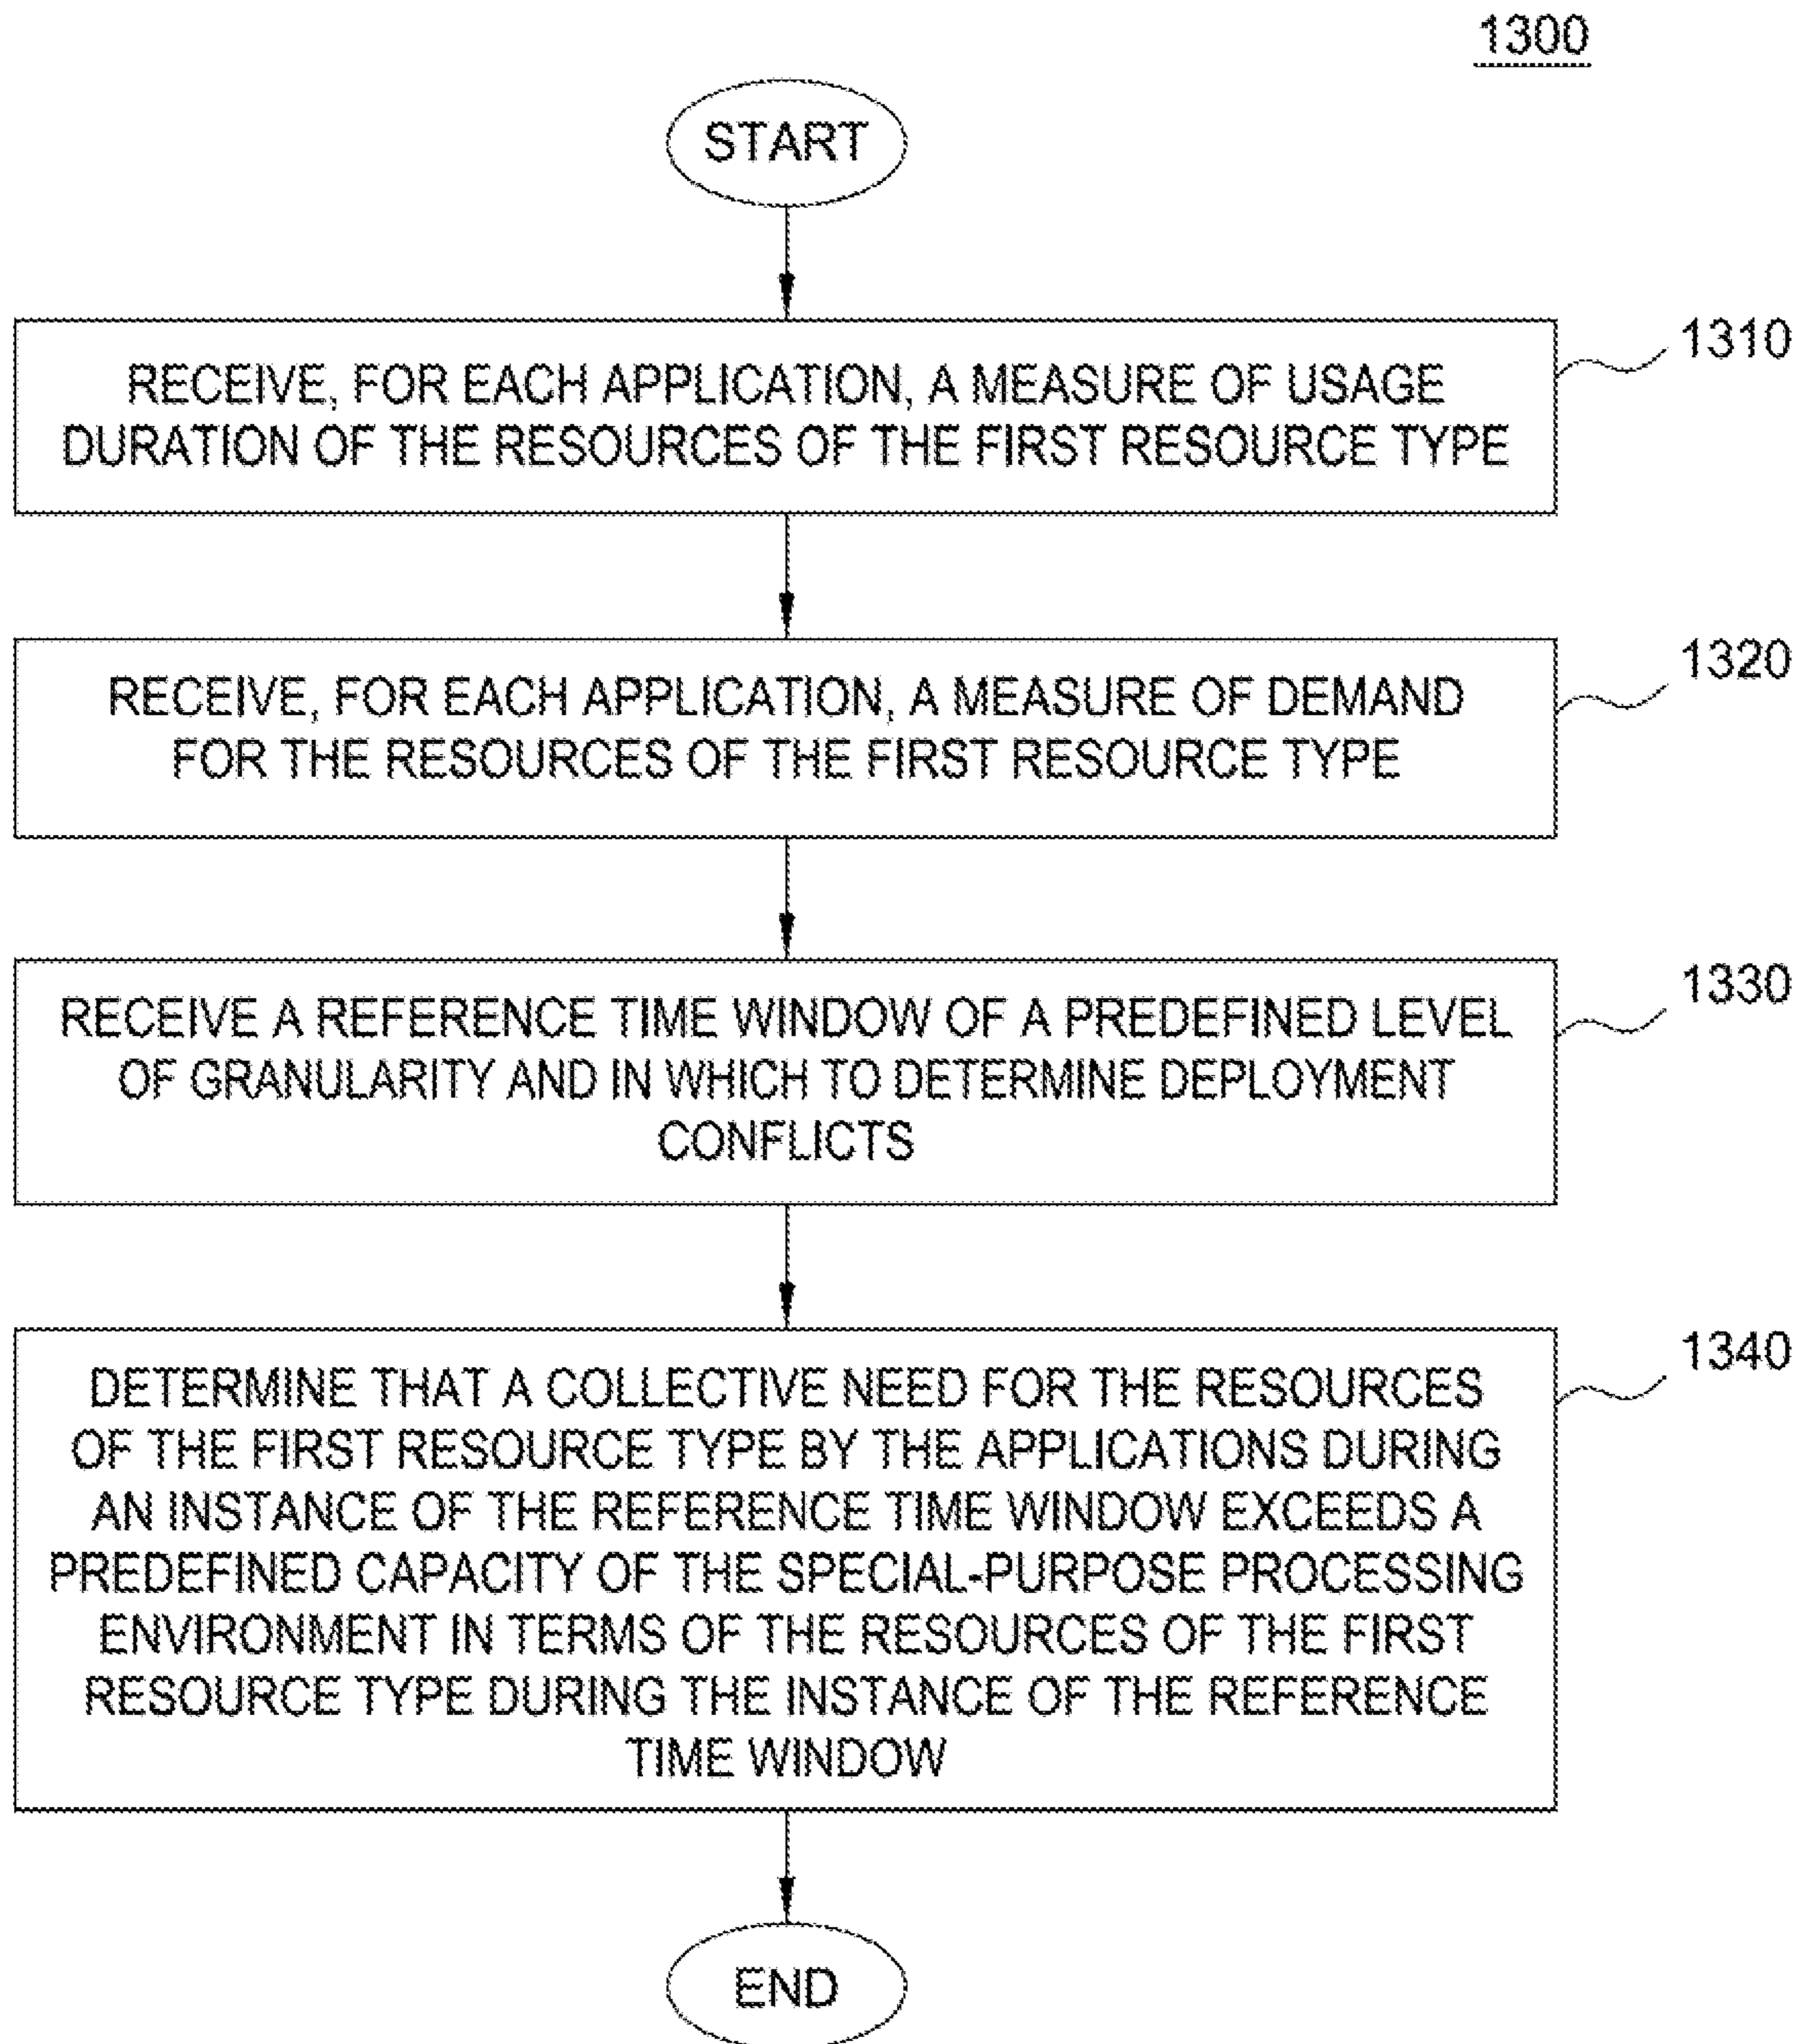 1300
START
RECEIVE, FOR EACH APPLICATION, A MEASURE OF USAGE
DURATION OF THE RESOURCES OF THE FIRST RESOURCE TYPE
1310
RECEIVE, FOR EACH APPLICATION, A MEASURE OF DEMAND
FOR THE RESOURCES OF THE FIRST RESOURCE TYPE
1320
RECEIVE A REFERENCE TIME WINDOW OF A PREDEFINED LEVEL
OF GRANULARITY AND IN WHICH TO DETERMINE DEPLOYMENT
CONFLICTS
1330
DETERMINE THAT A COLLECTIVE NEED FOR THE RESOURCES
OF THE FIRST RESOURCE TYPE BY THE APPLICATIONS DURING
AN INSTANCE OF THE REFERENCE TIME WINDOW EXCEEDS A
PREDEFINED CAPACITY OF THE SPECIAL-PURPOSE PROCESSING
ENVIRONMENT IN TERMS OF THE RESOURCES OF THE FIRST
RESOURCE TYPE DURING THE INSTANCE OF THE REFERENCE
TIME WINDOW
1340
END